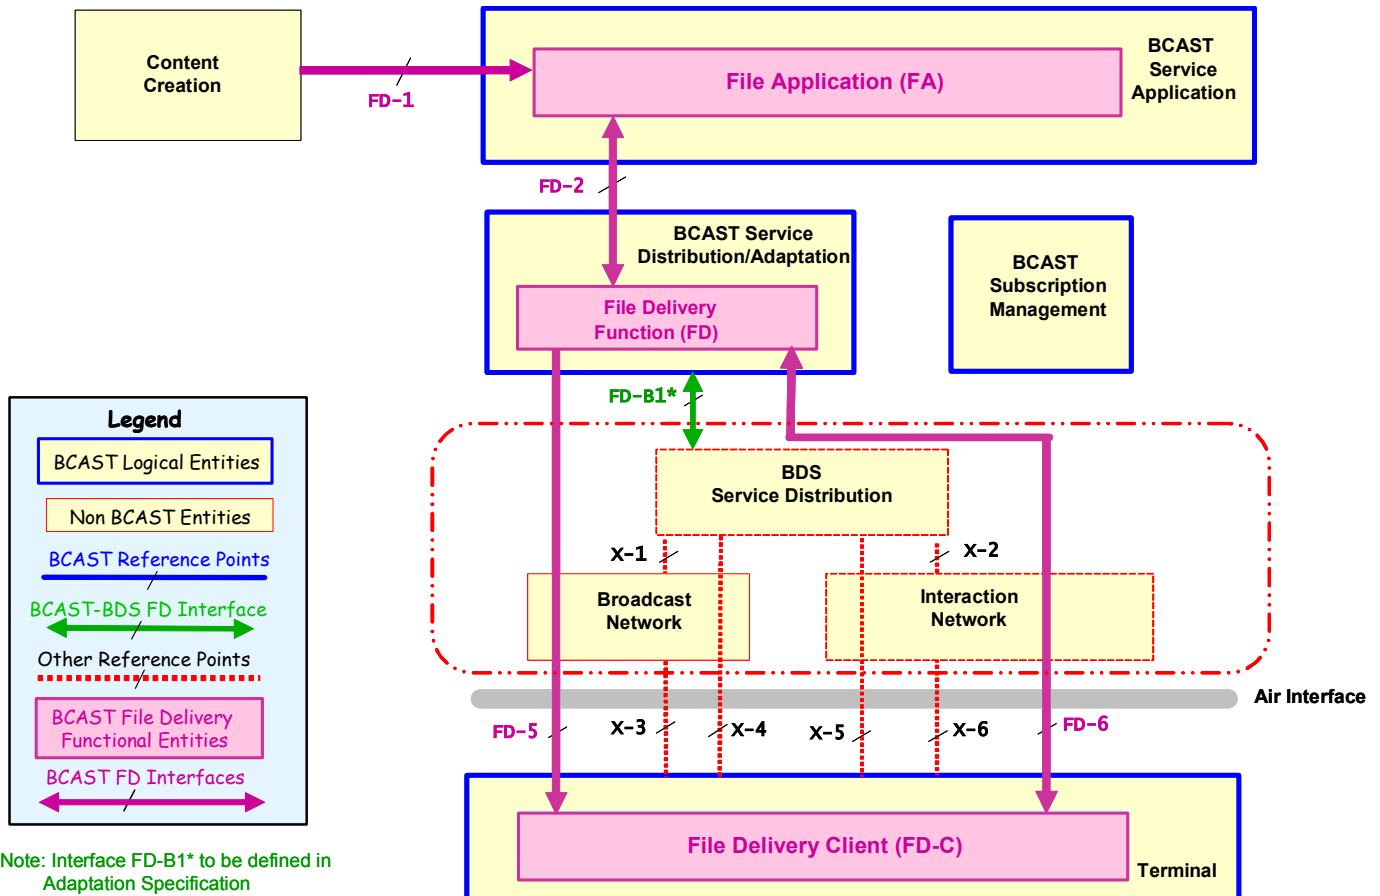 Content
Creation
FD-1
File Application (FA)
BCAST
Service
Application
FD-2
BCAST Service
Distribution/Adaptation
File Delivery
Function (FD)
BCAST
Subscription
Management
FD-B1*
BDS
Service Distribution
X-1
X-2
Broadcast
Network
Interaction
Network
Air Interface
FD-5
X-3
X-4
X-5
X-6
FD-6
File Delivery Client (FD-C)
Terminal
Legend
BCAST Logical Entities
Non BCAST Entities
BCAST Reference Points
BCAST-BDS FD Interface
Other Reference Points
BCAST File Delivery
Functional Entities
BCAST FD Interfaces
Note: Interface FD-B1* to be defined in
Adaptation Specification